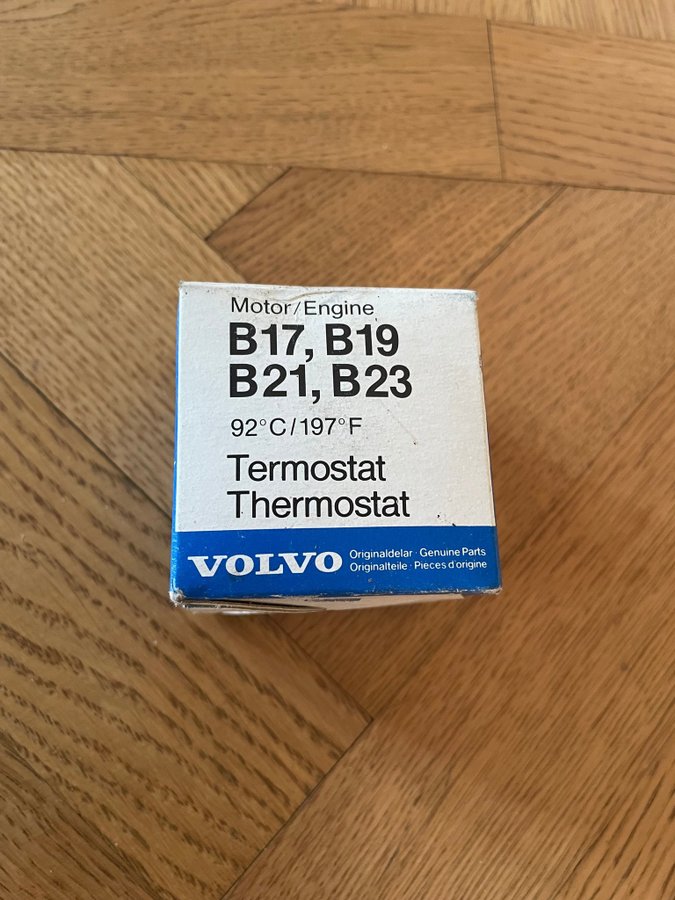 Motor/Engine
B17, B19
B21, B23
92°C/197°F
Termostat
Thermostat
VOLVO
Originaldelar · Genuine Parts
Originalteile · Pièces d'origine